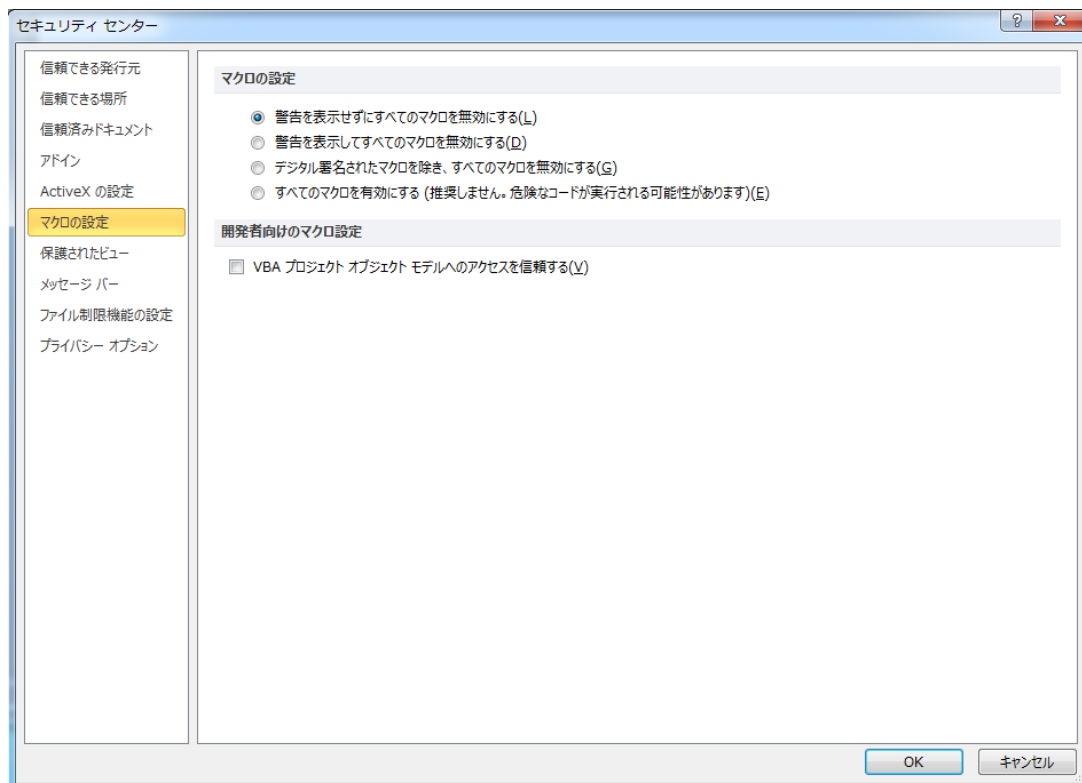 セキュリティ センター
信頼できる発行元
信頼できる場所
信頼済みドキュメント
アドイン
ActiveX の設定
マクロの設定
保護されたビュー
メッセージ バー
ファイル制限機能の設定
プライバシー オプション
マクロの設定
警告を表示せずにすべてのマクロを無効にする(L)
警告を表示してすべてのマクロを無効にする(D)
デジタル署名されたマクロを除き、すべてのマクロを無効にする(G)
すべてのマクロを有効にする (推奨しません。危険なコードが実行される可能性があります)(E)
開発者向けのマクロ設定
VBA プロジェクト オブジェクト モデルへのアクセスを信頼する(V)
OK
キャンセル